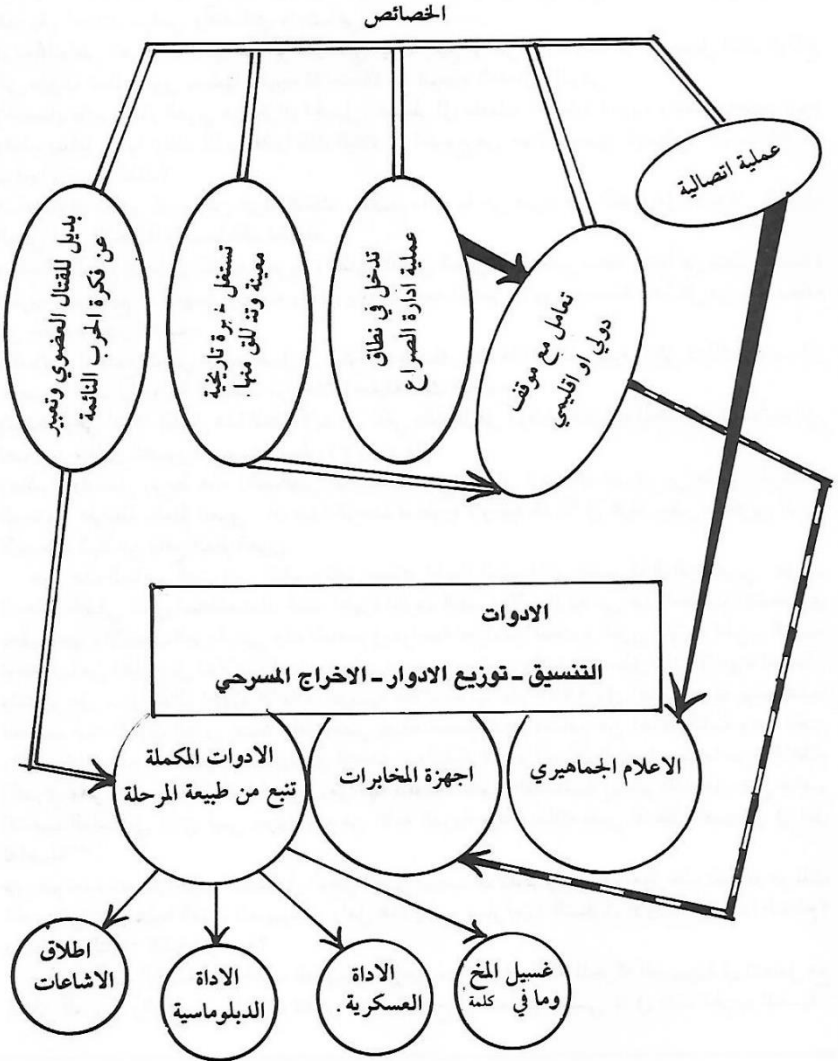 الخصائص
عملية اتصالية
تعامل مع موقف
دولي او اقليمي
عملية ادارة الصراع
تدخل في نطاق
تستغل خبرة تاريخية
معينة منها
بديل للقتال العضوي وتعبير
عن فكرة الحرب النائمة
الادوات
التنسيق - توزيع الادوار - الاخراج المسرحي
الاعلام الجماهيري
اجهزة المخابرات
الادوات المكملة
تنبع من طبيعة المرحلة
غسيل المخ
وما في كلمة
الاداة
العسكرية .
الاداة
الدبلوماسية
اطلاق
الاشاعات